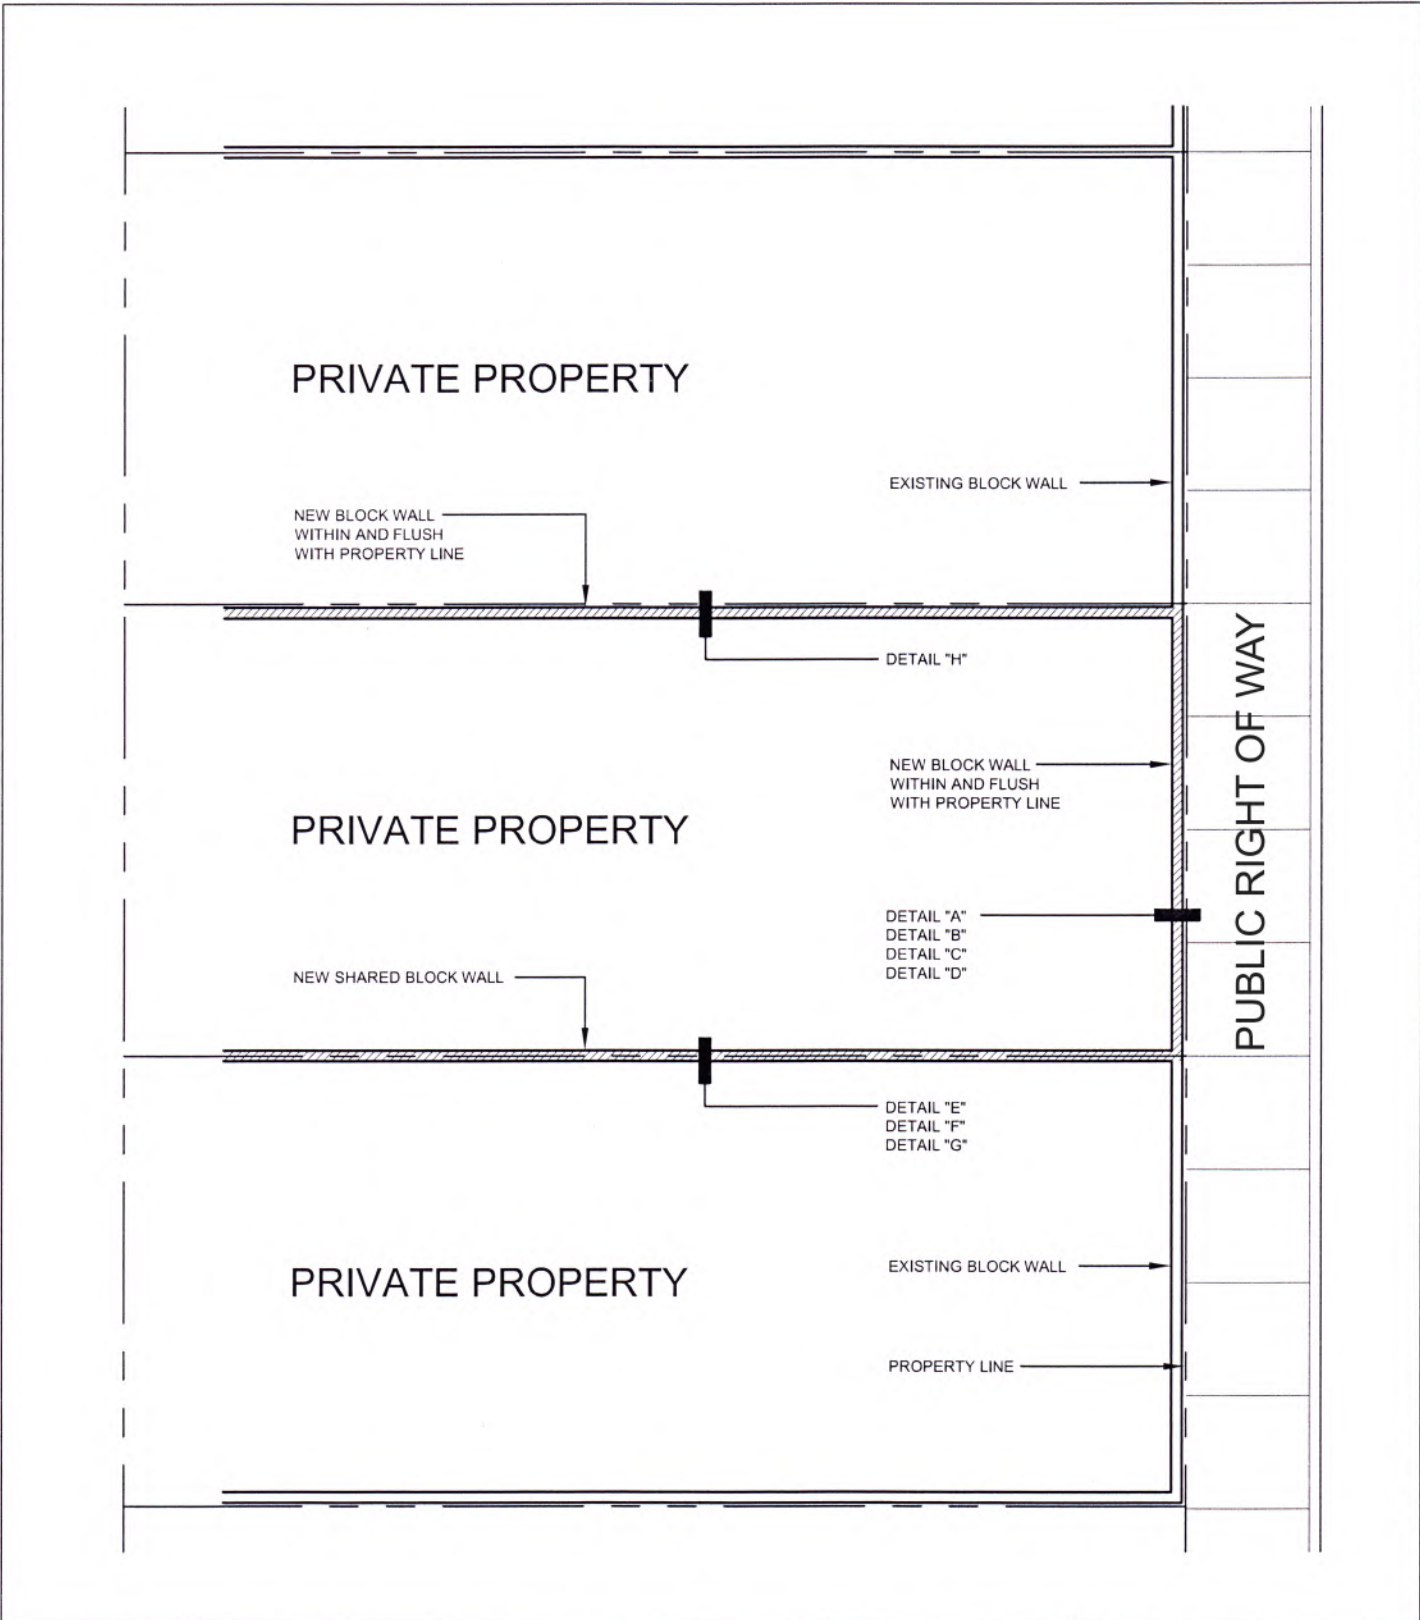 PRIVATE PROPERTY
EXISTING BLOCK WALL
NEW BLOCK WALL
WITHIN AND FLUSH
WITH PROPERTY LINE
DETAIL "H"
PUBLIC RIGHT OF WAY
NEW BLOCK WALL
WITHIN AND FLUSH
WITH PROPERTY LINE
PRIVATE PROPERTY
DETAIL "A"
DETAIL "B"
DETAIL "C"
DETAIL "D"
NEW SHARED BLOCK WALL
DETAIL "E"
DETAIL "F"
DETAIL "G"
PRIVATE PROPERTY
EXISTING BLOCK WALL
PROPERTY LINE